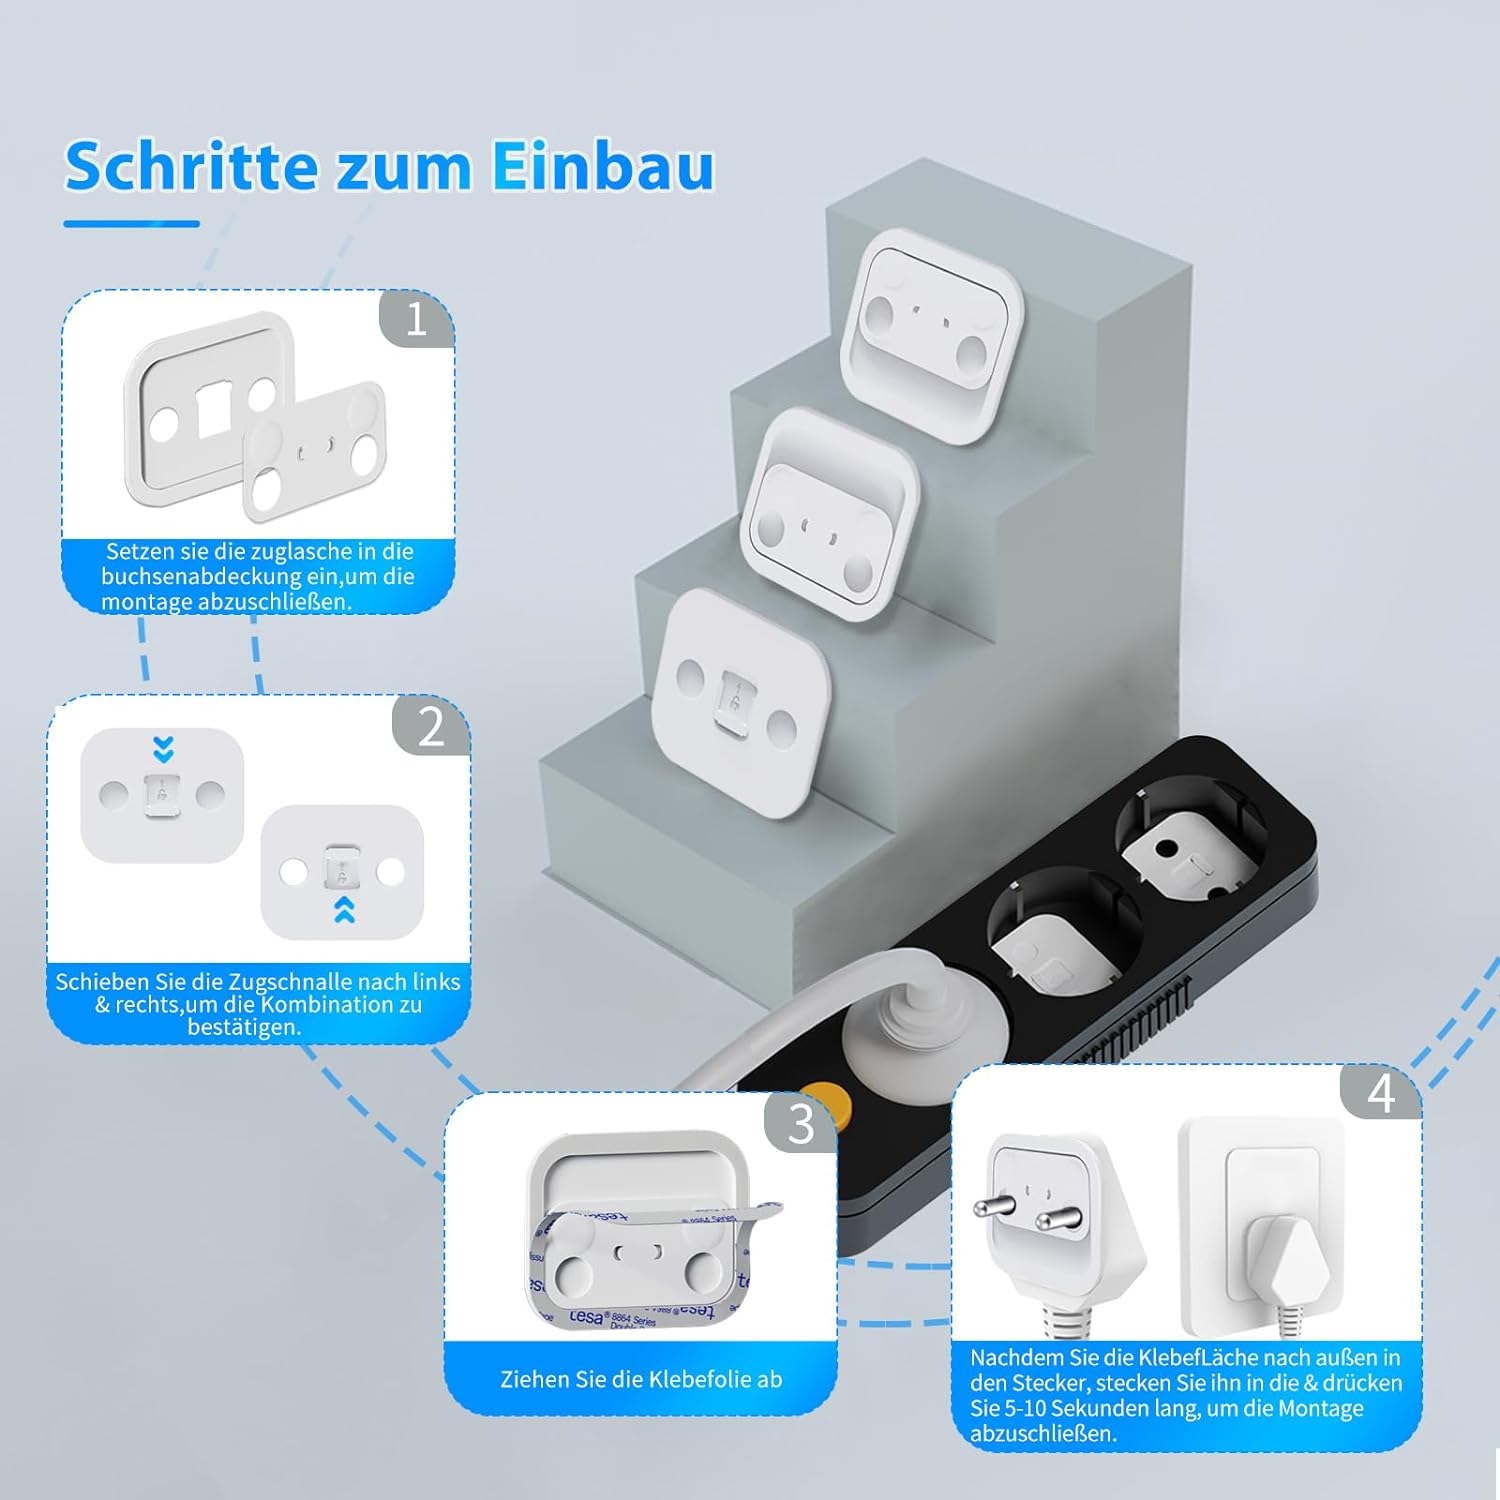 Schritte zum Einbau
1
Setzen sie die zuglasche in die
buchsenabdeckung ein,um die
montage abzuschließen.
2
Schieben Sie die Zugschnalle nach links
& rechts,um die Kombination zu
bestätigen.
3
tesa® 8864 Series
Ziehen Sie die Klebefolie ab
4
Nachdem Sie die KlebefLäche nach außen in
den Stecker, stecken Sie ihn in die & drücken
Sie 5-10 Sekunden lang, um die Montage
abzuschließen.